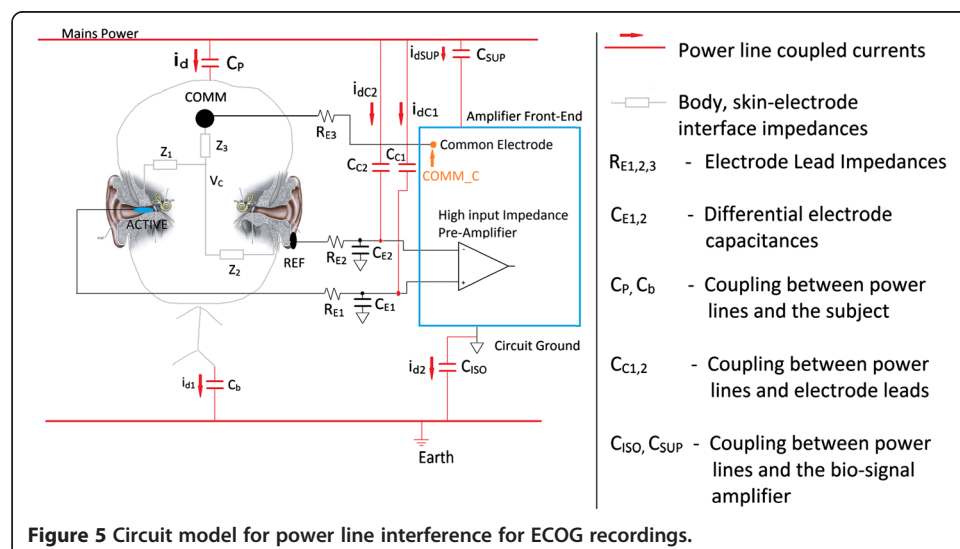 Mains Power
id
CP
idSUP
CSUP
idC2
idC1
COMM
RE3
Amplifier Front-End
Common Electrode
COMM_C
CC2
CC1
Z1
Z3
VC
ACTIVE
High input Impedance
Pre-Amplifier
-
+
REF
RE2
CE2
Z2
RE1
CE1
Circuit Ground
id1
Cb
id2
CISO
Earth
Power line coupled currents
Body, skin-electrode
interface impedances
RE1,2,3 - Electrode Lead Impedances
CE1,2 - Differential electrode
capacitances
CP, Cb - Coupling between power
lines and the subject
CC1,2 - Coupling between power
lines and electrode leads
CISO, CSUP - Coupling between power
lines and the bio-signal
amplifier
Figure 5 Circuit model for power line interference for ECOG recordings.